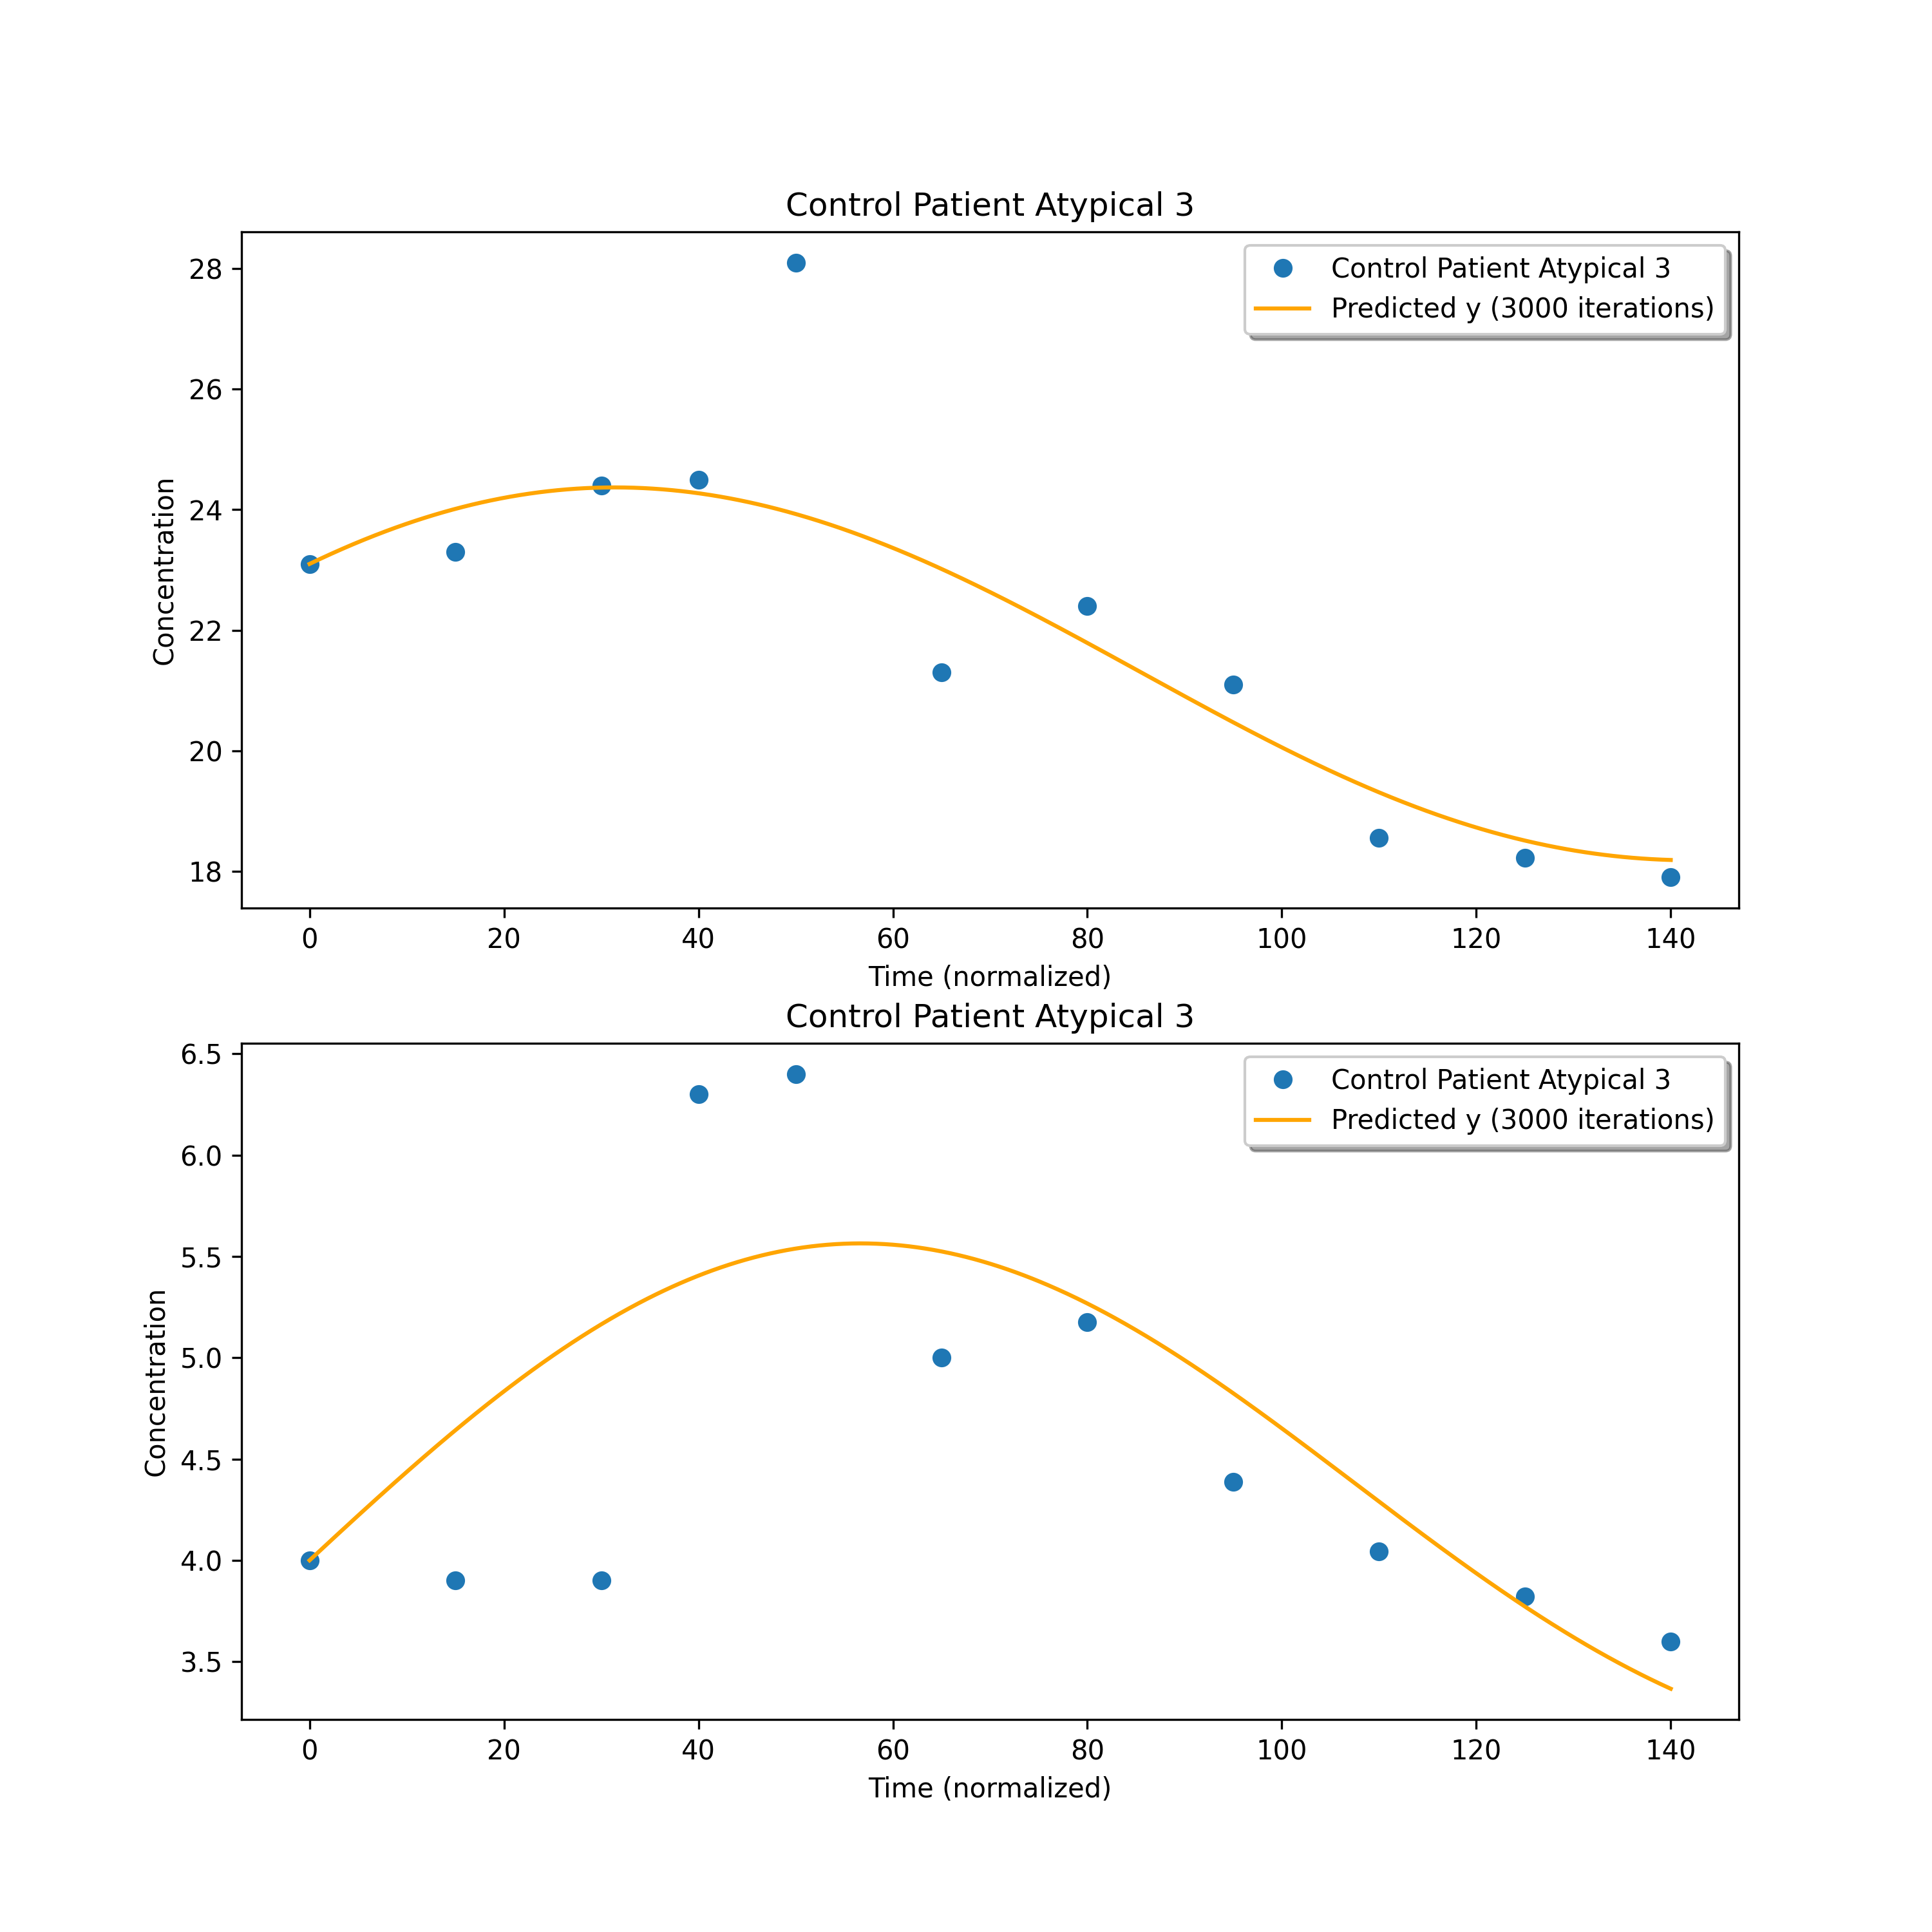 Control Patient Atypical 3
28
26
24
22
20
18
Concentration
Control Patient Atypical 3
Predicted y (3000 iterations)
0 20 40 60 80 100 120 140
Time (normalized)
Control Patient Atypical 3
6.5
6.0
5.5
5.0
4.5
4.0
3.5
Concentration
Control Patient Atypical 3
Predicted y (3000 iterations)
0 20 40 60 80 100 120 140
Time (normalized)